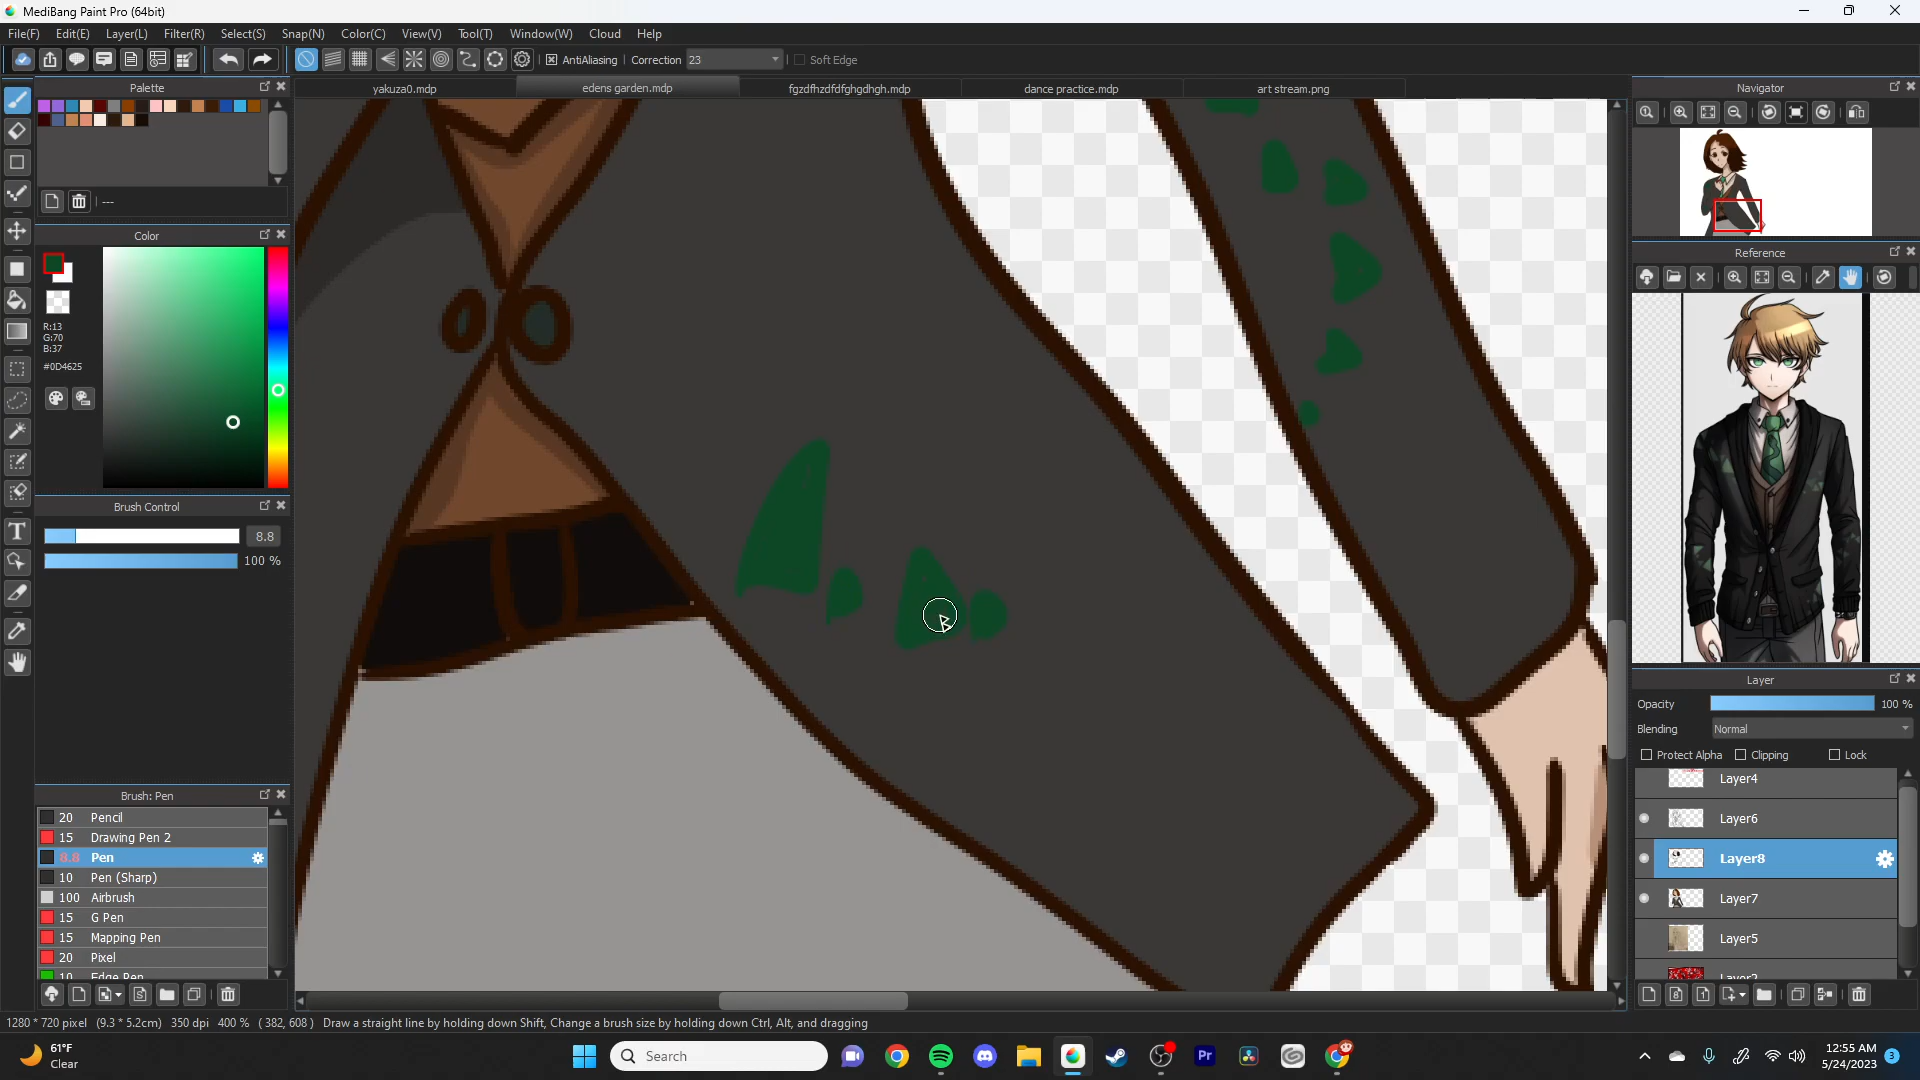 MediBang Paint Pro (64bit)
File(F) Edit(E) Layer(L) Filter(R) Select(S) Snap(N) Color(C) View(V) Tool(T) Window(W) Cloud Help
AntiAliasing Correction 23 Soft Edge
Palette
yakuza0.mdp edens garden.mdp fgzdfhzdfdfghgdhgh.mdp dance practice.mdp art stream.png
Navigator
---
Color
R:13
G:70
B:37
#0D4625
Reference
Brush Control
8.8
100 %
Layer
Opacity 100 %
Blending Normal
Protect Alpha Clipping Lock
Layer4
Layer6
Layer8
Layer7
Layer5
Layer2
Brush: Pen
20 Pencil
15 Drawing Pen 2
8.8 Pen
10 Pen (Sharp)
100 Airbrush
15 G Pen
15 Mapping Pen
20 Pixel
10 Edge Pen
1280 * 720 pixel (9.3 * 5.2cm) 350 dpi 400 % ( 382, 608 ) Draw a straight line by holding down Shift, Change a brush size by holding down Ctrl, Alt, and dragging
61°F
Clear
Search
Pr
12:55 AM
5/24/2023
3